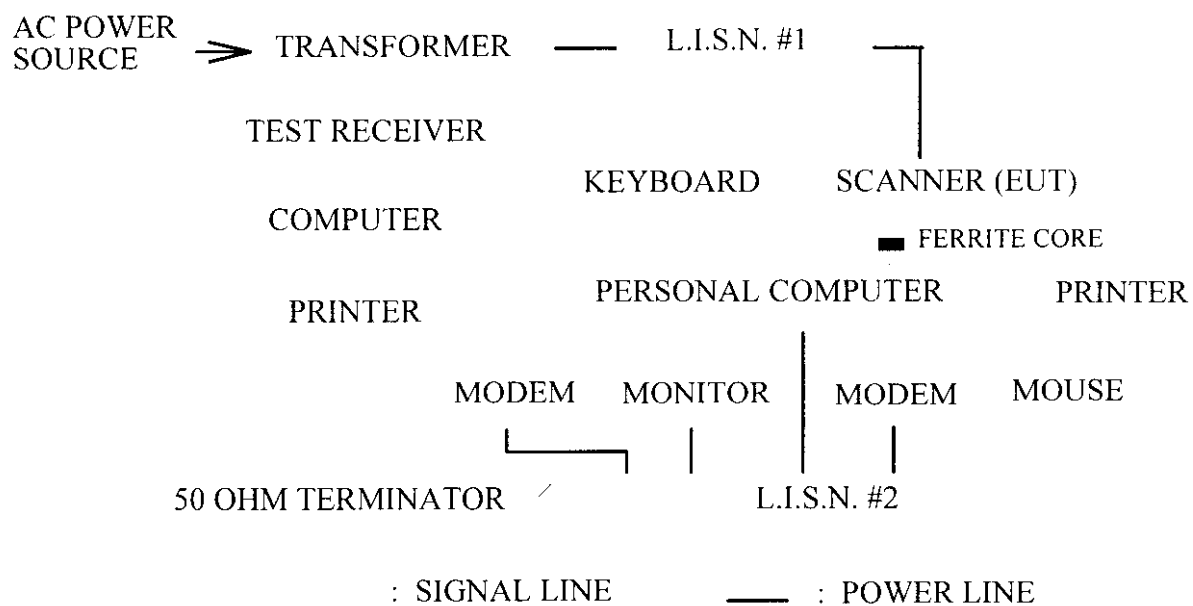 AC POWER
SOURCE
TRANSFORMER
L.I.S.N. #1
TEST RECEIVER
KEYBOARD
SCANNER (EUT)
COMPUTER
FERRITE CORE
PERSONAL COMPUTER
PRINTER
PRINTER
MODEM
MONITOR
MODEM
MOUSE
50 OHM TERMINATOR
L.I.S.N. #2
: SIGNAL LINE
: POWER LINE